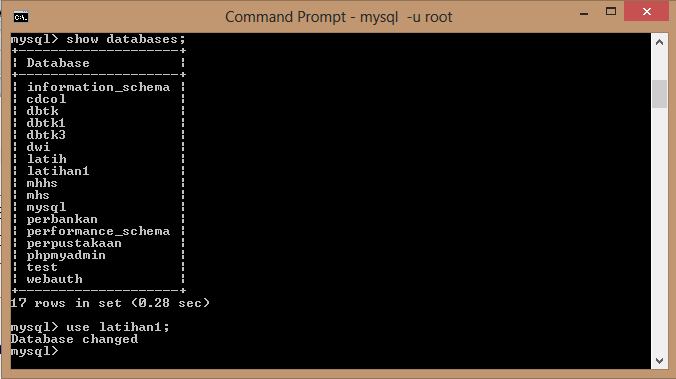 Command Prompt - mysql  -u root
mysql> show databases;
+--------------------+
| Database           |
+--------------------+
| information_schema |
| cdcol              |
| dbtk               |
| dbtk1              |
| dbtk3              |
| dwi                |
| latih              |
| latihan1           |
| mhhs               |
| mhs                |
| mysql              |
| perbankan          |
| performance_schema |
| perpustakaan       |
| phpmyadmin         |
| test               |
| webauth            |
+--------------------+
17 rows in set (0.28 sec)
mysql> use latihan1;
Database changed
mysql>